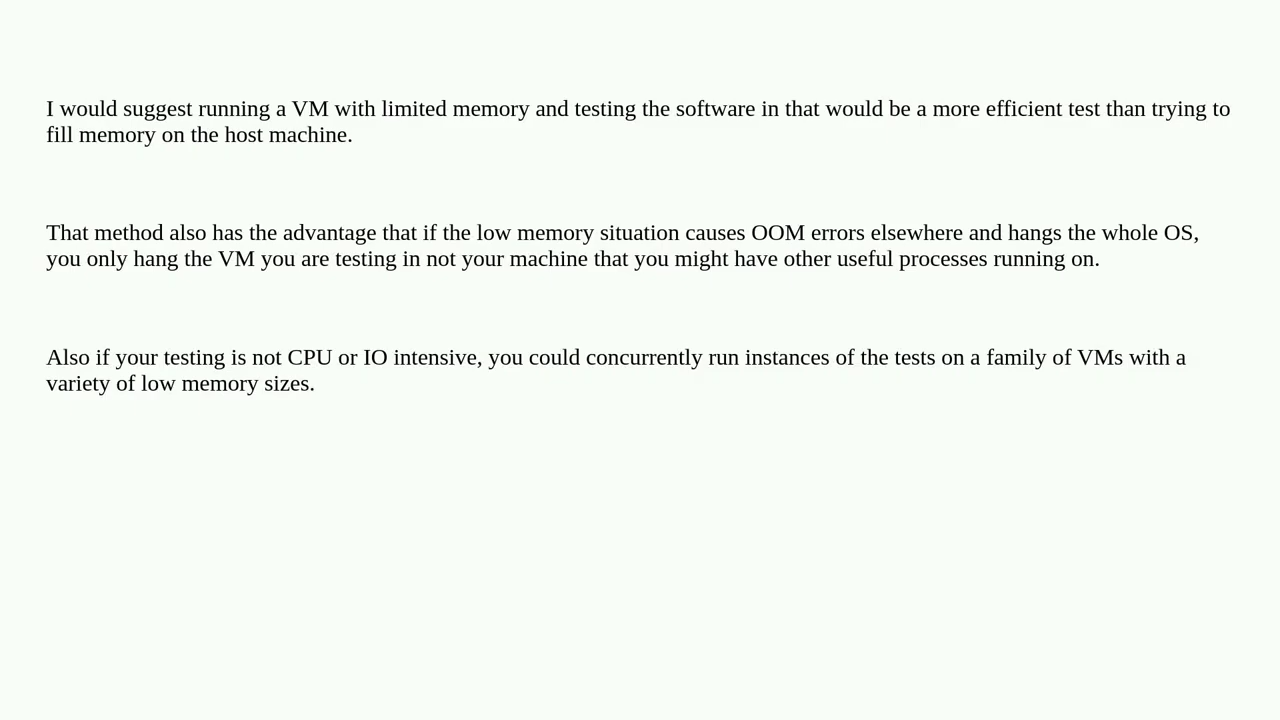 I would suggest running a VM with limited memory and testing the software in that would be a more efficient test than trying to
fill memory on the host machine.
That method also has the advantage that if the low memory situation causes OOM errors elsewhere and hangs the whole OS,
you only hang the VM you are testing in not your machine that you might have other useful processes running on.
Also if your testing is not CPU or IO intensive, you could concurrently run instances of the tests on a family of VMs with a
variety of low memory sizes.